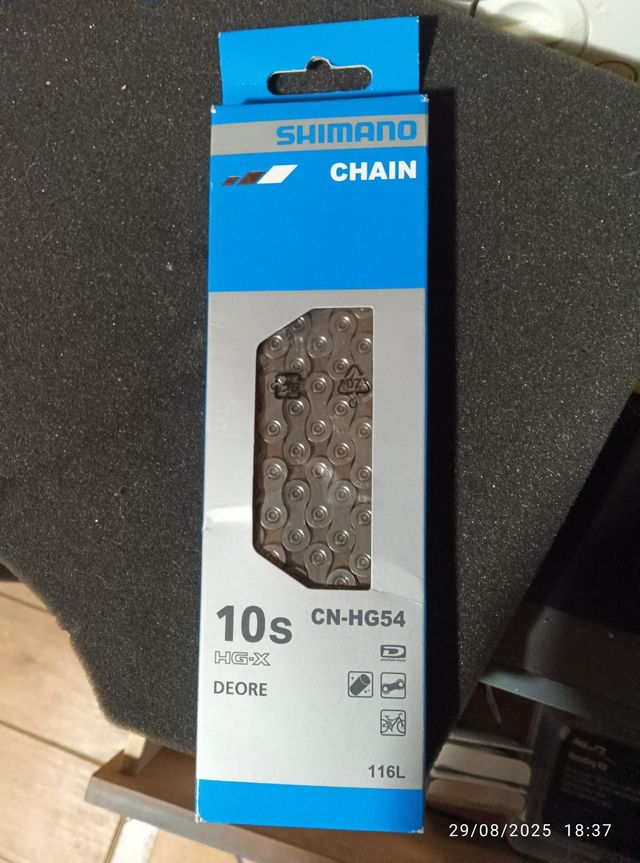 SHIMANO
CHAIN
10s
CN-HG54
HG-X
DEORE
116L
29/08/2025 18:37